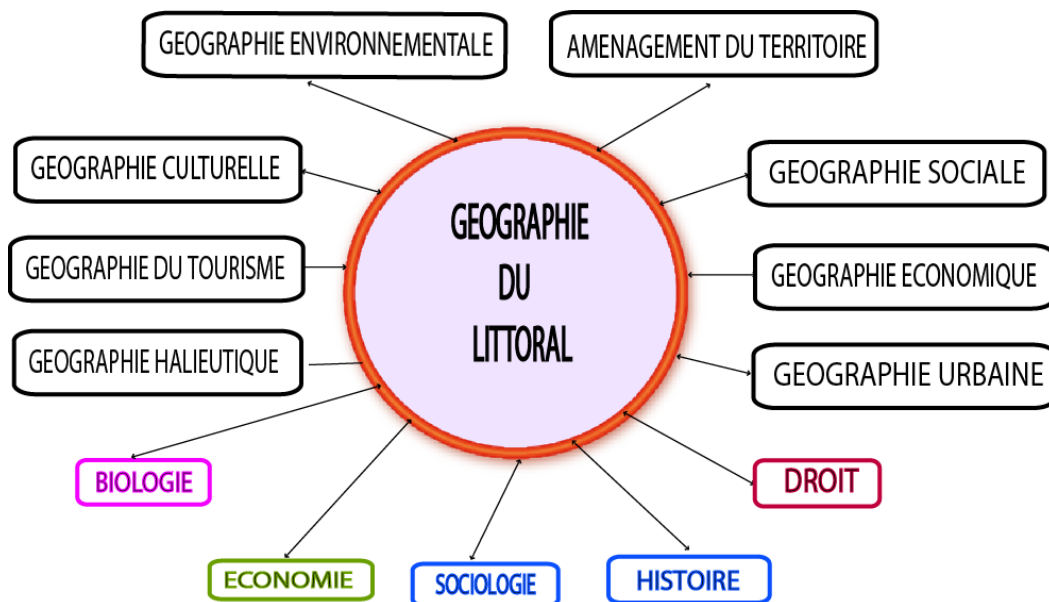 GEOGRAPHIE ENVIRONNEMENTALE
AMENAGEMENT DU TERRITOIRE
GEOGRAPHIE CULTURELLE
GEOGRAPHIE SOCIALE
GEOGRAPHIE
DU
LITTORAL
GEOGRAPHIE DU TOURISME
GEOGRAPHIE ECONOMIQUE
GEOGRAPHIE HALIEUTIQUE
GEOGRAPHIE URBAINE
BIOLOGIE
DROIT
ECONOMIE
SOCIOLOGIE
HISTOIRE